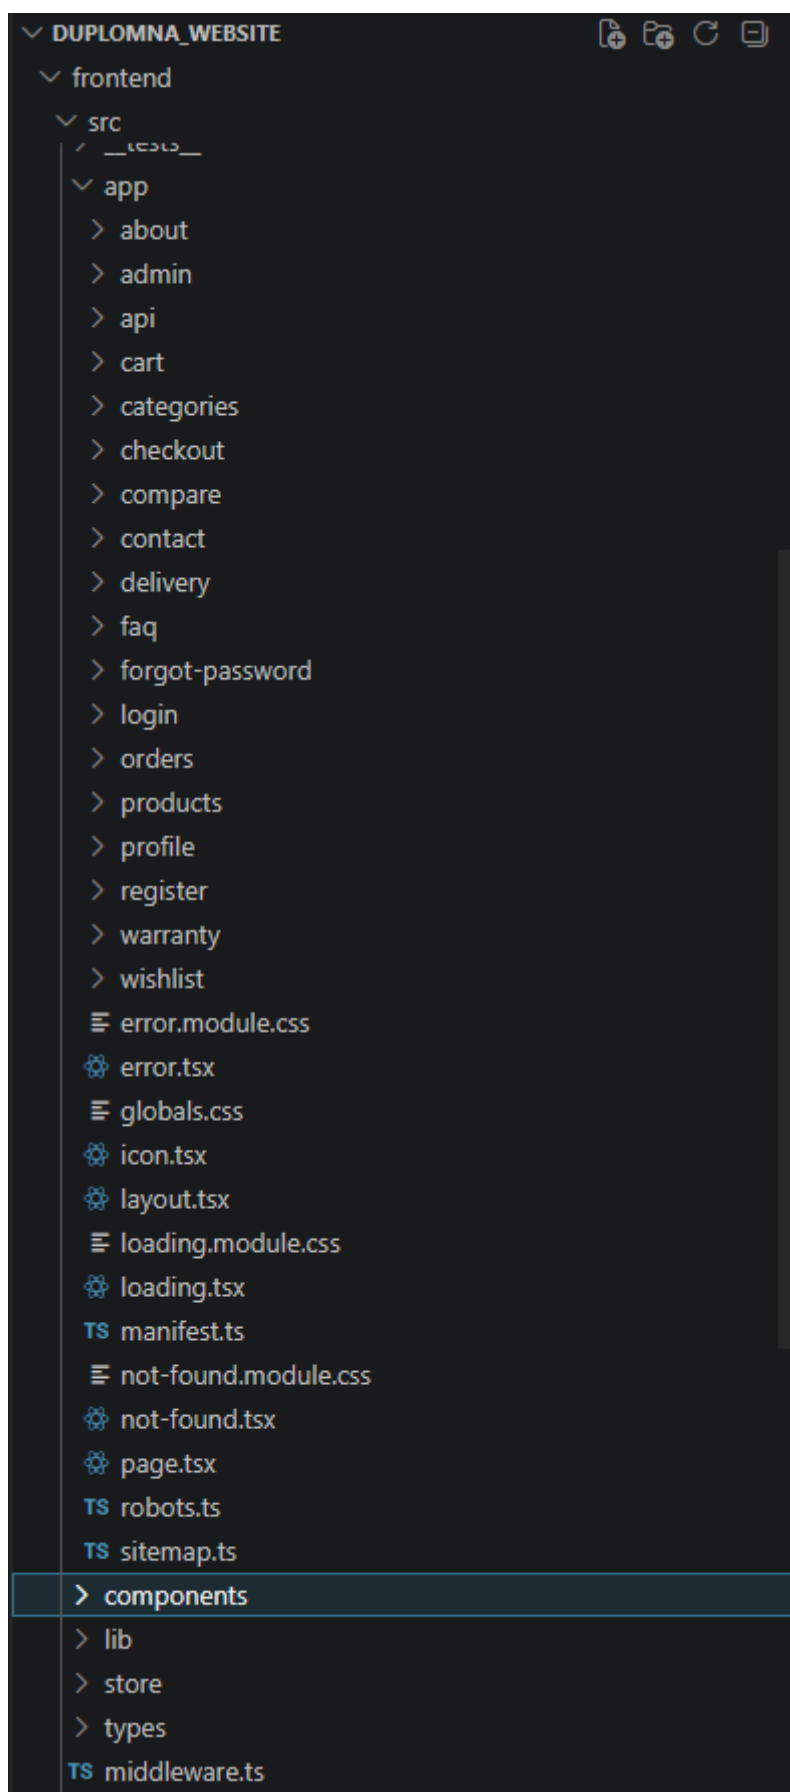 DUPLOMNA_WEBSITE
frontend
src
__tests__
app
about
admin
api
cart
categories
checkout
compare
contact
delivery
faq
forgot-password
login
orders
products
profile
register
warranty
wishlist
error.module.css
error.tsx
globals.css
icon.tsx
layout.tsx
loading.module.css
loading.tsx
TS manifest.ts
not-found.module.css
not-found.tsx
page.tsx
TS robots.ts
TS sitemap.ts
components
lib
store
types
TS middleware.ts